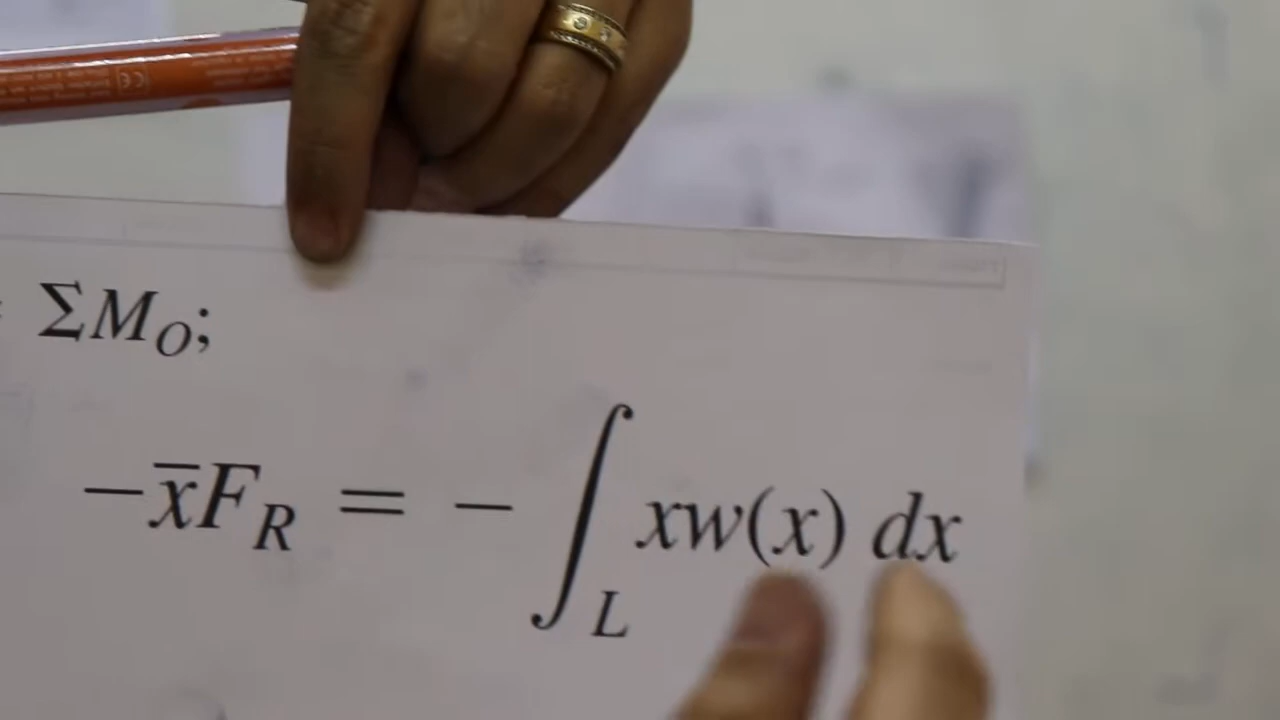 ΣM_O;
−x̄F_R = −∫_L xw(x) dx